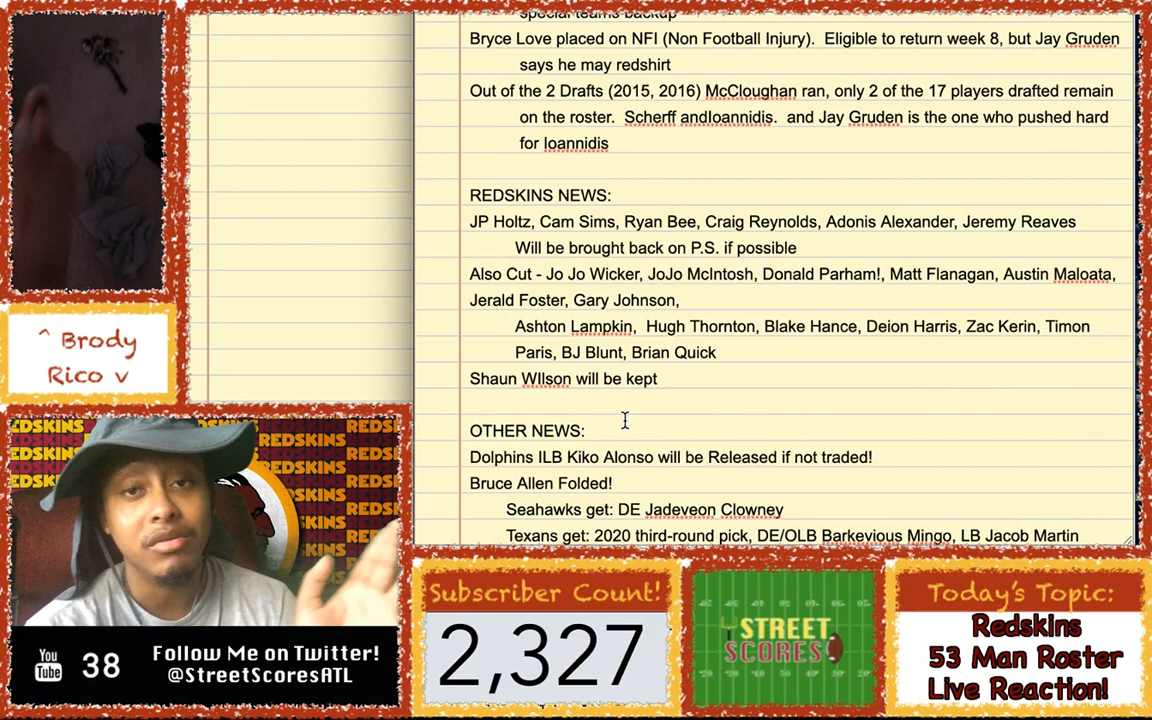 special teams backup
Bryce Love placed on NFI (Non Football Injury).  Eligible to return week 8, but Jay Gruden
says he may redshirt
Out of the 2 Drafts (2015, 2016) McCloughan ran, only 2 of the 17 players drafted remain
on the roster.  Scherff andIoannidis.  and Jay Gruden is the one who pushed hard
for Ioannidis
REDSKINS NEWS:
JP Holtz, Cam Sims, Ryan Bee, Craig Reynolds, Adonis Alexander, Jeremy Reaves
Will be brought back on P.S. if possible
Also Cut - Jo Jo Wicker, JoJo McIntosh, Donald Parham!, Matt Flanagan, Austin Maloata,
Jerald Foster, Gary Johnson,
Ashton Lampkin,  Hugh Thornton, Blake Hance, Deion Harris, Zac Kerin, Timon
Paris, BJ Blunt, Brian Quick
Shaun WIlson will be kept
OTHER NEWS:
Dolphins ILB Kiko Alonso will be Released if not traded!
Bruce Allen Folded!
Seahawks get: DE Jadeveon Clowney
Texans get: 2020 third-round pick, DE/OLB Barkevious Mingo, LB Jacob Martin
^ Brody
Rico v
REDSKINS
REDSKINS
You
Tube
38
Follow Me on Twitter!
@StreetScoresATL
Subscriber Count!
2,327
STREET
SCORES
Today's Topic:
Redskins
53 Man Roster
Live Reaction!